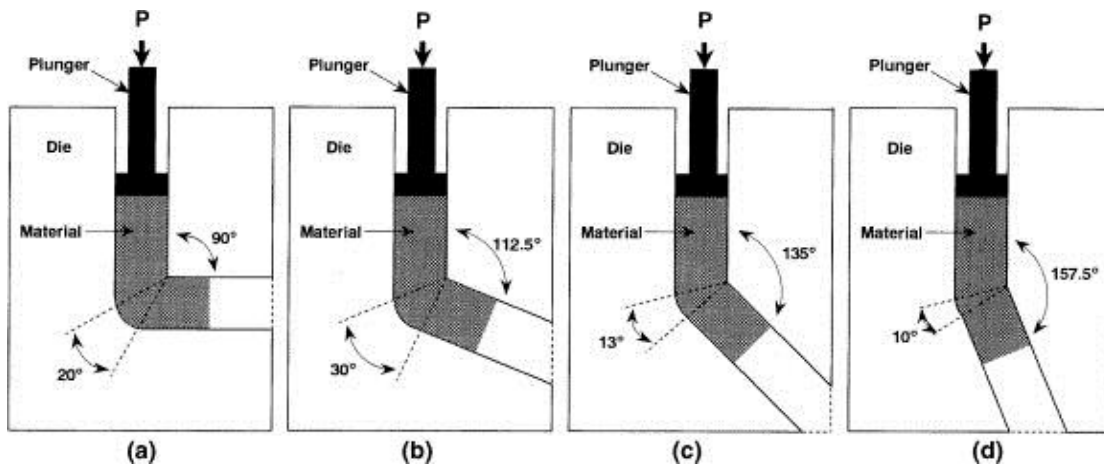 P
Plunger
Die
Material
90°
20°
(a)
P
Plunger
Die
Material
112.5°
30°
(b)
P
Plunger
Die
Material
135°
13°
(c)
P
Plunger
Die
Material
157.5°
10°
(d)